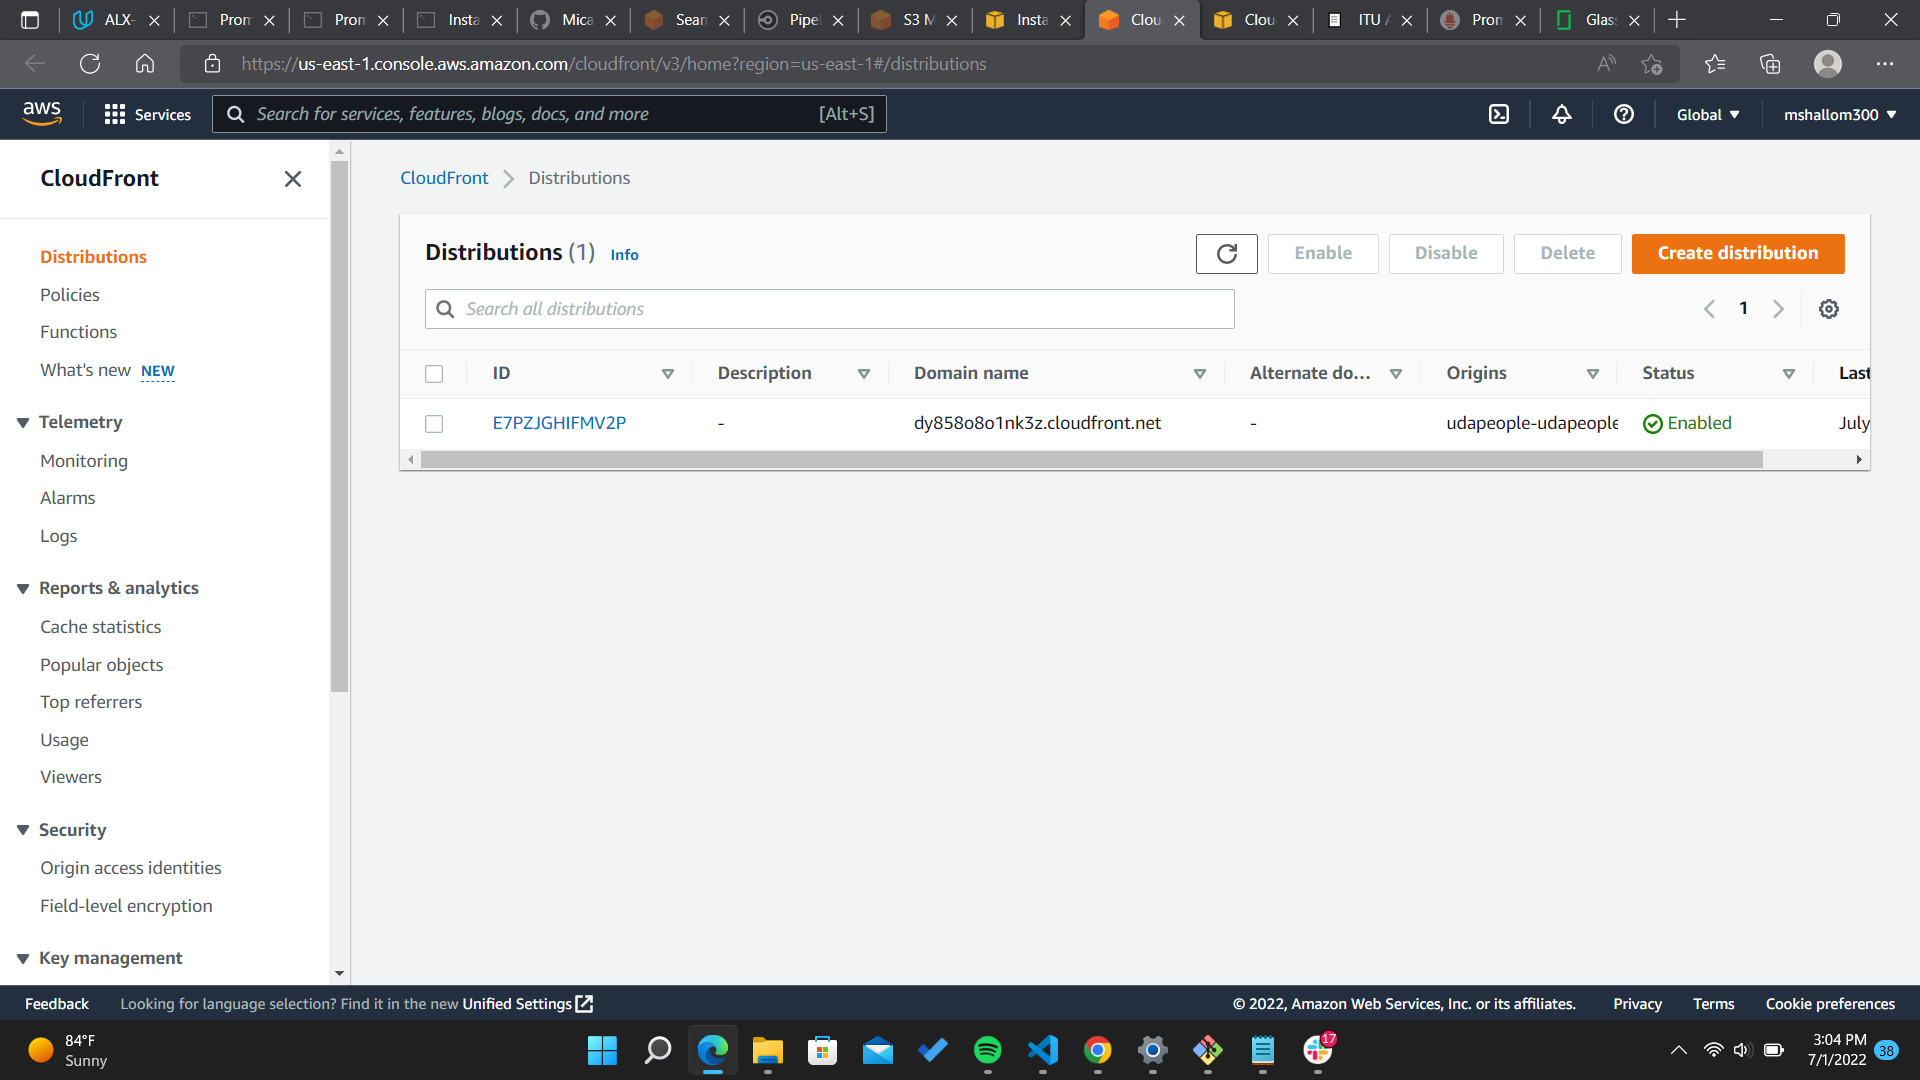 ALX-
Prom
Prom
Insta
Mica
Sean
Pipel
S3 M
Insta
Clou
Clou
ITU A
Prom
Glas
https://us-east-1.console.aws.amazon.com/cloudfront/v3/home?region=us-east-1#/distributions
aws
Services
Search for services, features, blogs, docs, and more
[Alt+S]
Global
mshallom300
CloudFront
Distributions
Policies
Functions
What's new NEW
Telemetry
Monitoring
Alarms
Logs
Reports & analytics
Cache statistics
Popular objects
Top referrers
Usage
Viewers
Security
Origin access identities
Field-level encryption
Key management
CloudFront
Distributions
Distributions (1) Info
Enable
Disable
Delete
Create distribution
Search all distributions
1
ID
Description
Domain name
Alternate do...
Origins
Status
Last
E7PZJGHIFMV2P
-
dy858o8o1nk3z.cloudfront.net
-
udapeople-udapeople
Enabled
July
Feedback
Looking for language selection? Find it in the new Unified Settings
© 2022, Amazon Web Services, Inc. or its affiliates.
Privacy
Terms
Cookie preferences
84°F
Sunny
17
3:04 PM
7/1/2022
38